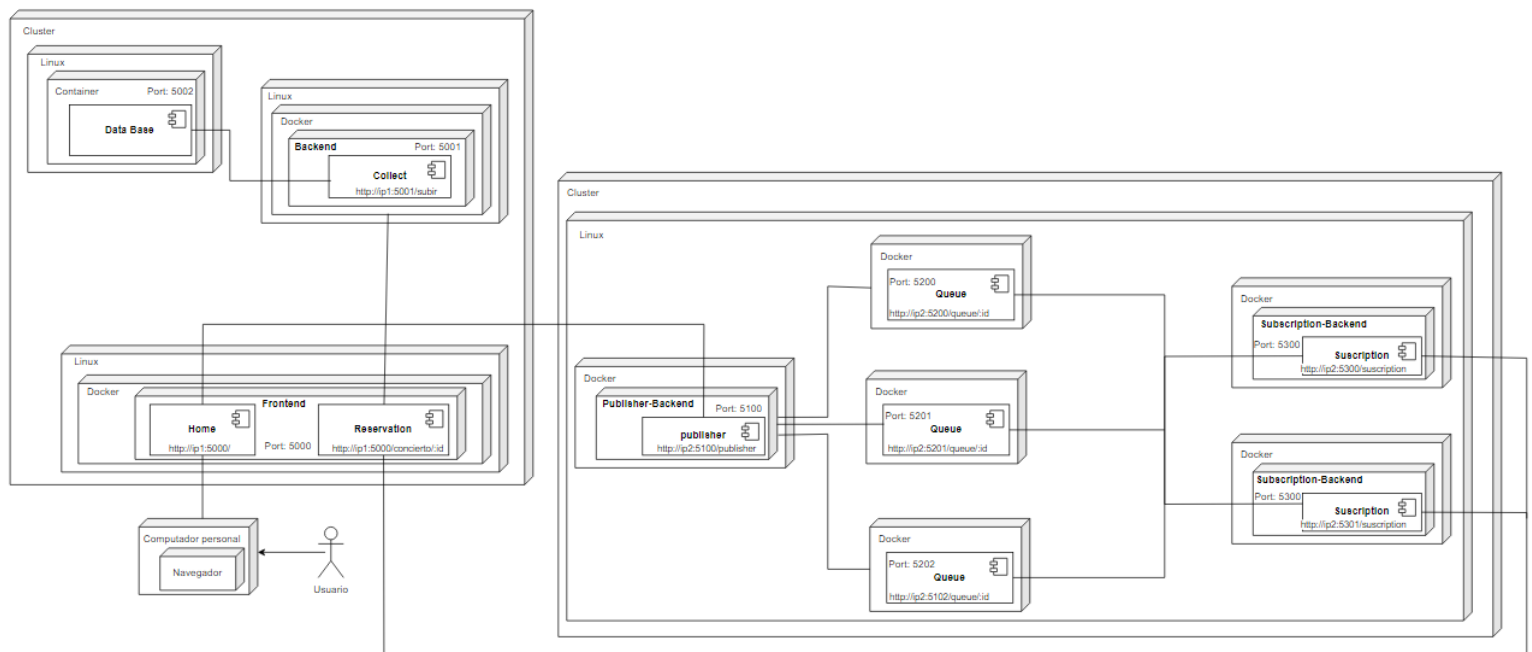 Cluster
Linux
Container
Port: 5002
Data Base
Linux
Docker
Backend
Port: 5001
Collect
http://ip1:5001/subir
Linux
Docker
Frontend
Home
http://ip1:5000/
Port: 5000
Reservation
http://ip1:5000/concierto/:id
Computador personal
Navegador
Usuario
Cluster
Linux
Docker
Publisher-Backend
Port: 5100
publisher
http://ip2:5100/publisher
Docker
Port: 5200
Queue
http://ip2:5200/queue/:id
Docker
Port: 5201
Queue
http://ip2:5201/queue/:id
Docker
Port: 5202
Queue
http://ip2:5102/queue/:id
Docker
Subscription-Backend
Port: 5300
Suscription
http://ip2:5300/suscription
Docker
Subscription-Backend
Port: 5300
Suscription
http://ip2:5301/suscription